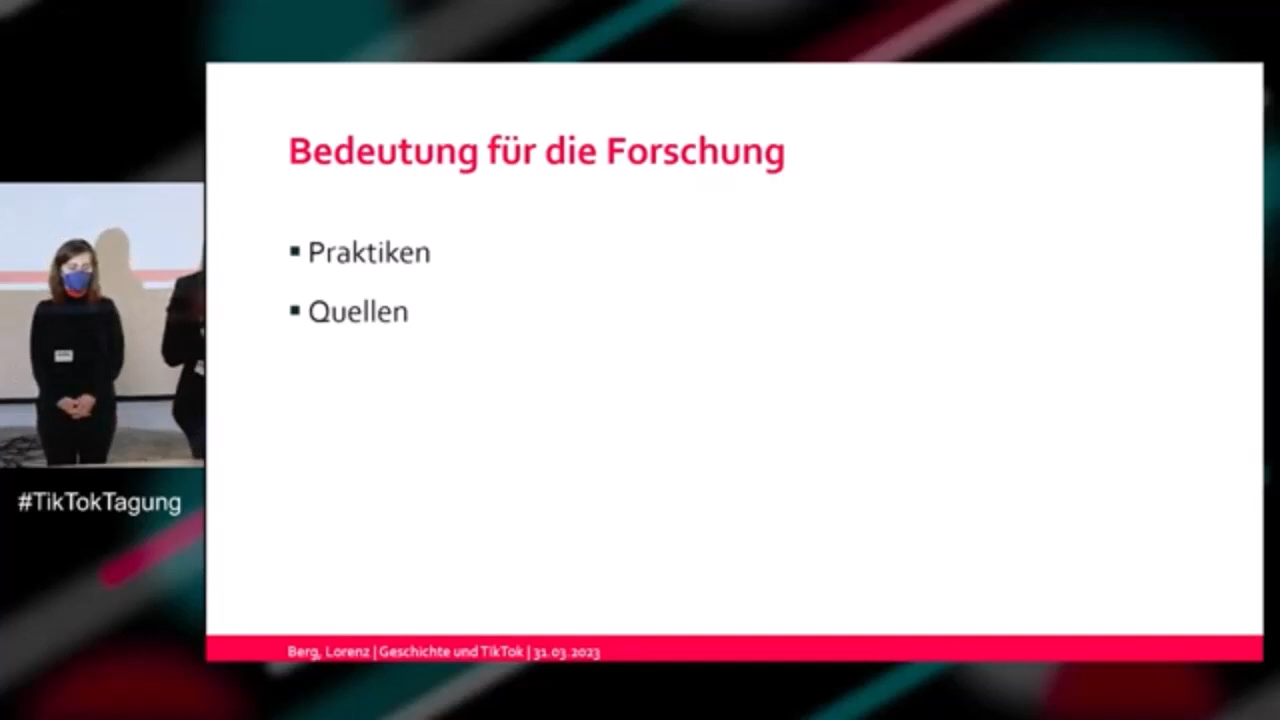 Bedeutung für die Forschung
▪ Praktiken
▪ Quellen
#TikTokTagung
Berg, Lorenz | Geschichte und TikTok | 31.03.2023